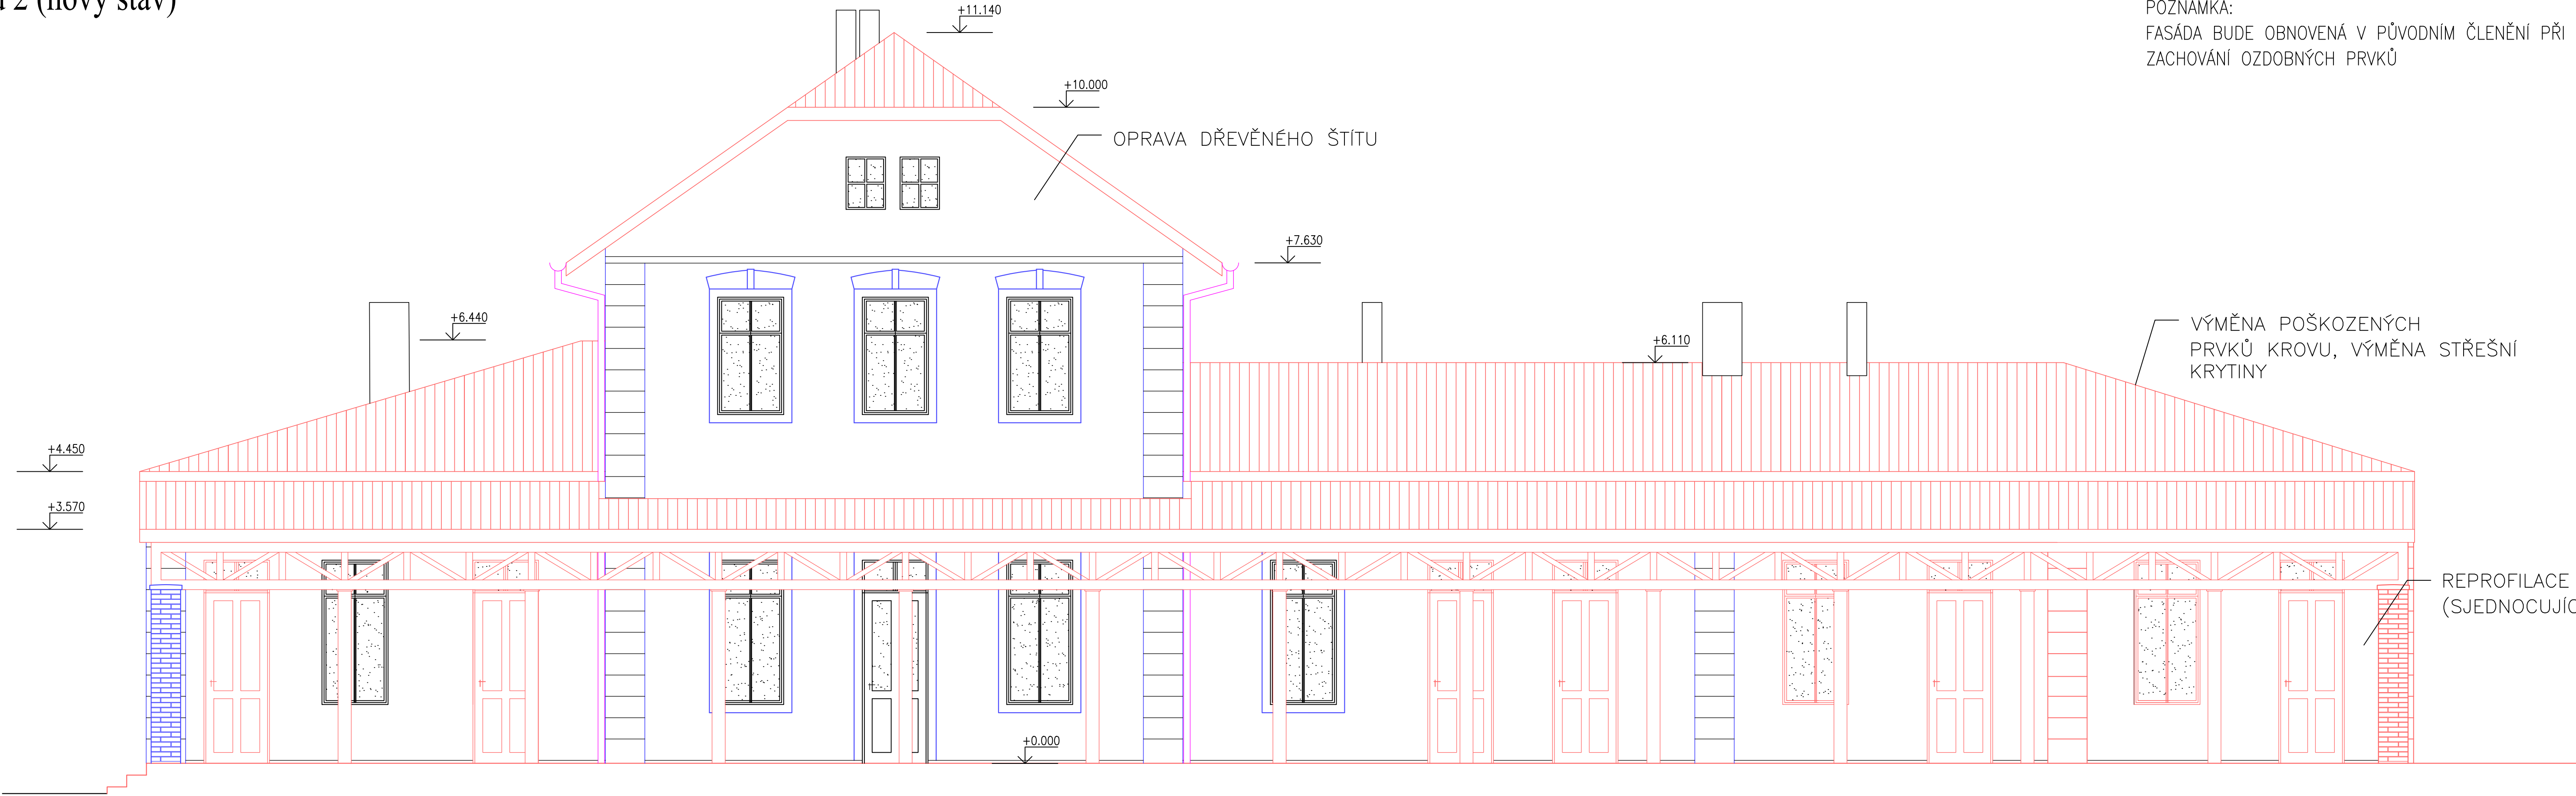 2 (nový stav)
POZNÁMKA:
FASÁDA BUDE OBNOVENÁ V PŮVODNÍM ČLENĚNÍ PŘI
ZACHOVÁNÍ OZDOBNÝCH PRVKŮ
+11.140
+10.000
OPRAVA DŘEVĚNÉHO ŠTÍTU
+7.630
+6.440
+6.110
VÝMĚNA POŠKOZENÝCH
PRVKŮ KROVU, VÝMĚNA STŘEŠNÍ
KRYTINY
+4.450
+3.570
REPROFILACE
(SJEDNOCUJÍC
+0.000